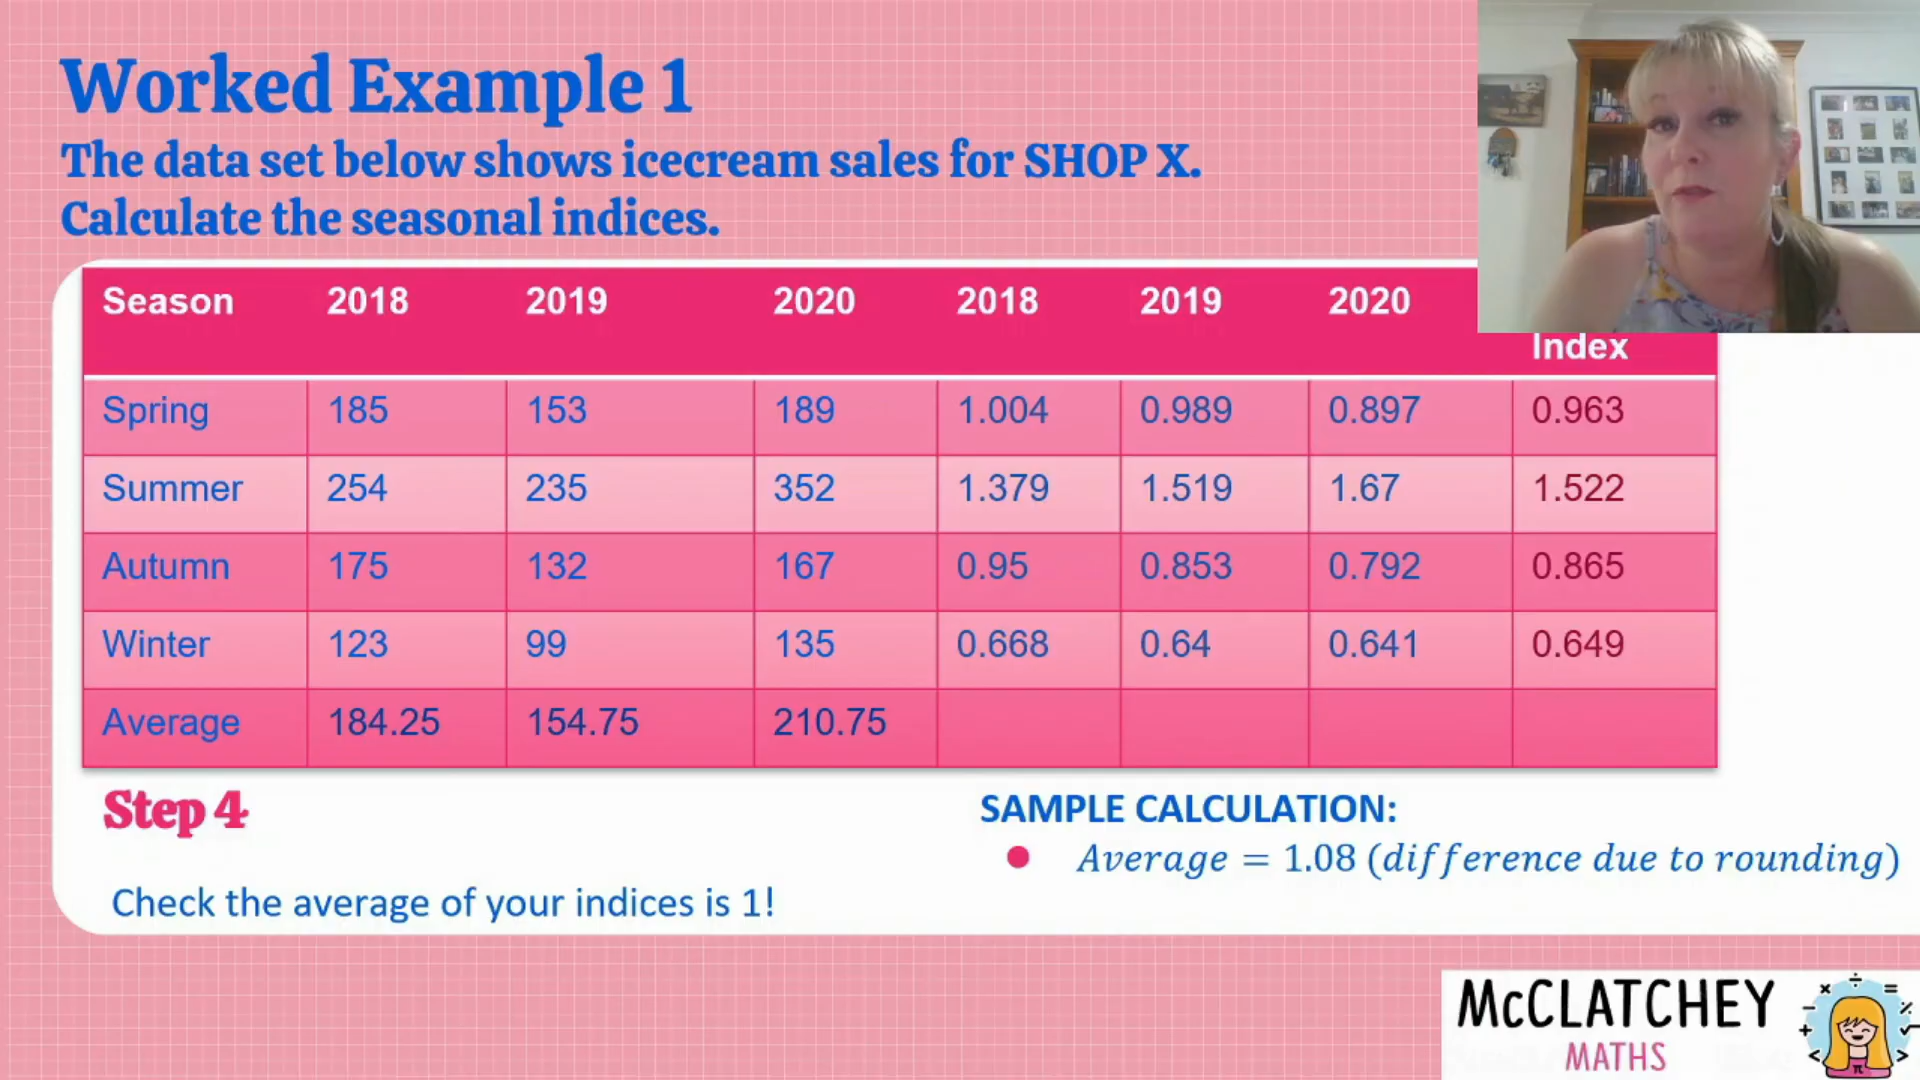 Worked Example 1
The data set below shows icecream sales for SHOP X.
Calculate the seasonal indices.
Season 2018 2019 2020 2018 2019 2020 Index
Spring 185 153 189 1.004 0.989 0.897 0.963
Summer 254 235 352 1.379 1.519 1.67 1.522
Autumn 175 132 167 0.95 0.853 0.792 0.865
Winter 123 99 135 0.668 0.64 0.641 0.649
Average 184.25 154.75 210.75
Step 4
Check the average of your indices is 1!
SAMPLE CALCULATION:
Average = 1.08 (difference due to rounding)
McCLATCHEY
MATHS